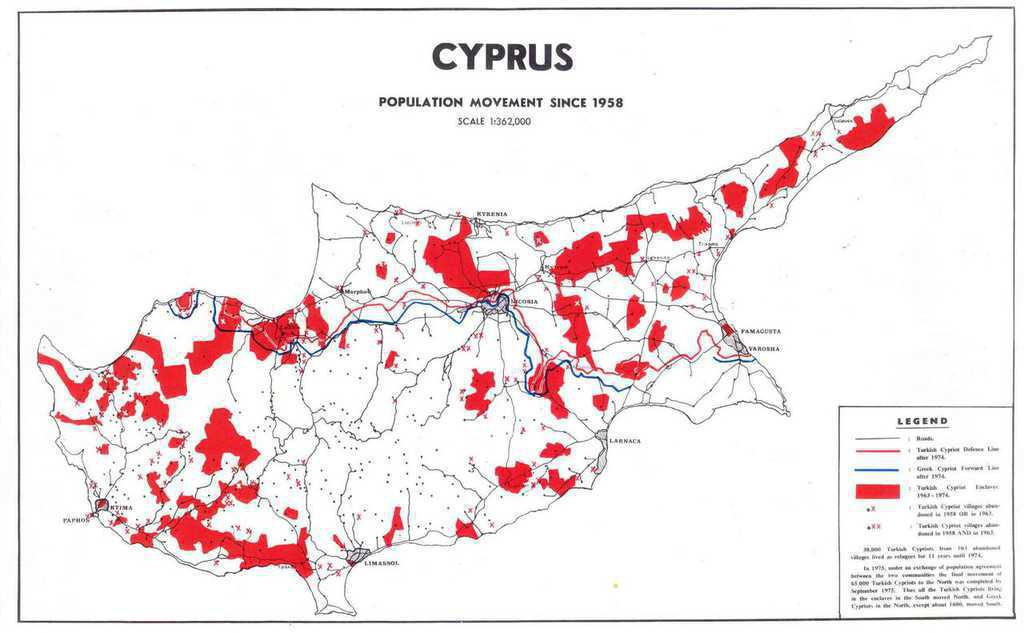 CYPRUS
POPULATION MOVEMENT SINCE 1958
SCALE 1:362,000
KYRENIA
Morphou
NICOSIA
FAMAGUSTA
VAROSHA
LARNACA
KTIMA
PAPHOS
LIMASSOL
LEGEND
: Roads.
: Turkish Cypriot Defence Line
after 1974.
: Greek Cypriot Forward Line
after 1974.
: Turkish Cypriot Enclaves
1963 - 1974.
X : Turkish Cypriot villages aban-
doned in 1958 OR in 1963.
XX : Turkish Cypriot villages aban-
doned in 1958 AND in 1963.
30,000 Turkish Cypriots from 103 abandoned
villages lived as refugees for 11 years until 1974.
In 1975, under an exchange of population agreement
between the two communities the final movement of
65.000 Turkish Cypriots to the North was completed by
September 1975. Thus all the Turkish Cypriots living
in the enclaves in the South moved North, and Greek
Cypriots in the North, except about 1600, moved South.